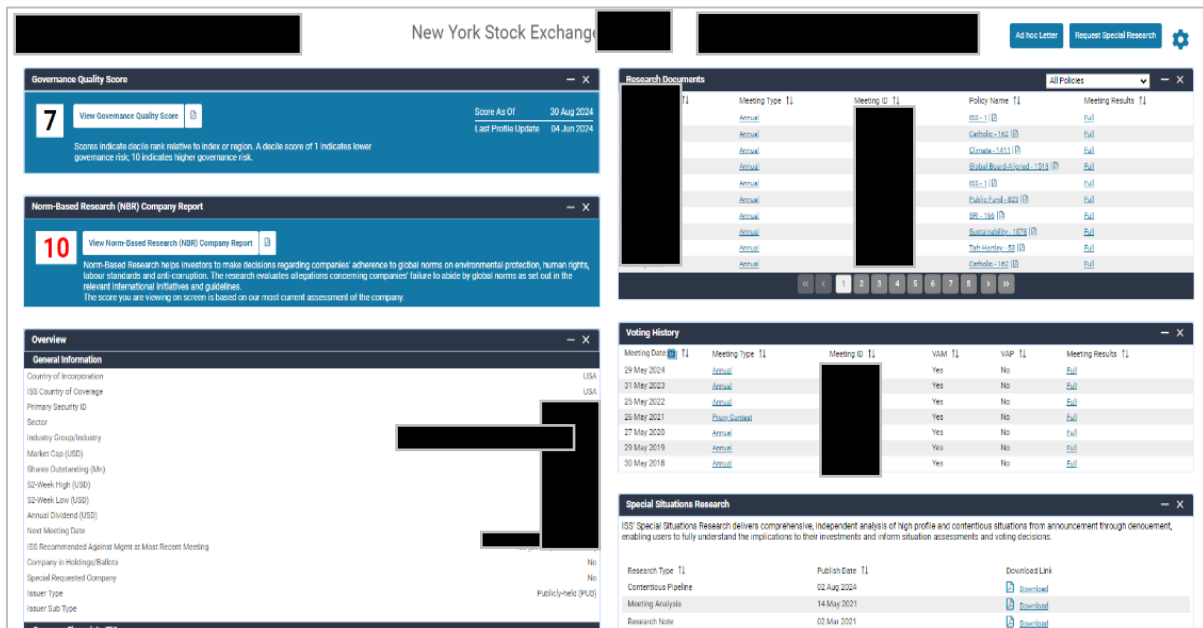 New York Stock Exchange
Ad hoc Letter
Request Special Research
Governance Quality Score
7
View Governance Quality Score
Score As Of 30 Aug 2024
Last Profile Update 04 Jun 2024
Scores indicate decile rank relative to index or region. A decile score of 1 indicates lower
governance risk; 10 indicates higher governance risk.
Norm-Based Research (NBR) Company Report
10
View Norm-Based Research (NBR) Company Report
Norm-Based Research helps investors to make decisions regarding companies' adherence to global norms on environmental protection, human rights,
labour standards and anti-corruption. The research evaluates allegations concerning companies' failure to abide by global norms as set out in the
relevant international initiatives and guidelines.
The score you are viewing on screen is based on our most current assessment of the company.
Overview
General Information
Country of Incorporation USA
ISS Country of Coverage USA
Primary Security ID
Sector
Industry Group/Industry
Market Cap (USD)
Shares Outstanding (Mn)
52-Week High (USD)
52-Week Low (USD)
Annual Dividend (USD)
Next Meeting Date
ISS Recommended Against Mgmt at Most Recent Meeting
Company in Holdings/Ballots No
Special Requested Company No
Issuer Type Publicly-held (PUB)
Issuer Sub Type
Research Documents
All Policies
Meeting Type Meeting ID Policy Name Meeting Results
Annual ISS - 1 Full
Annual Catholic - 162 Full
Annual Climate - 1411 Full
Annual Global Board-Aligned - 1518 Full
Annual ISS - 1 Full
Annual Public Fund - 823 Full
Annual SRI - 166 Full
Annual Sustainability - 1078 Full
Annual Taft-Hartley - 53 Full
Annual Catholic - 162 Full
« ‹ 1 2 3 4 5 6 7 8 › »
Voting History
Meeting Date Meeting Type Meeting ID VAM VAP Meeting Results
29 May 2024 Annual Yes No Full
31 May 2023 Annual Yes No Full
25 May 2022 Annual Yes No Full
26 May 2021 Proxy Contest Yes No Full
27 May 2020 Annual Yes No Full
29 May 2019 Annual Yes No Full
30 May 2018 Annual Yes No Full
Special Situations Research
ISS' Special Situations Research delivers comprehensive, independent analysis of high profile and contentious situations from announcement through denouement,
enabling users to fully understand the implications to their investments and inform situation assessments and voting decisions.
Research Type Publish Date Download Link
Contentious Pipeline 02 Aug 2024 Download
Meeting Analysis 14 May 2021 Download
Research Note 02 Mar 2021 Download